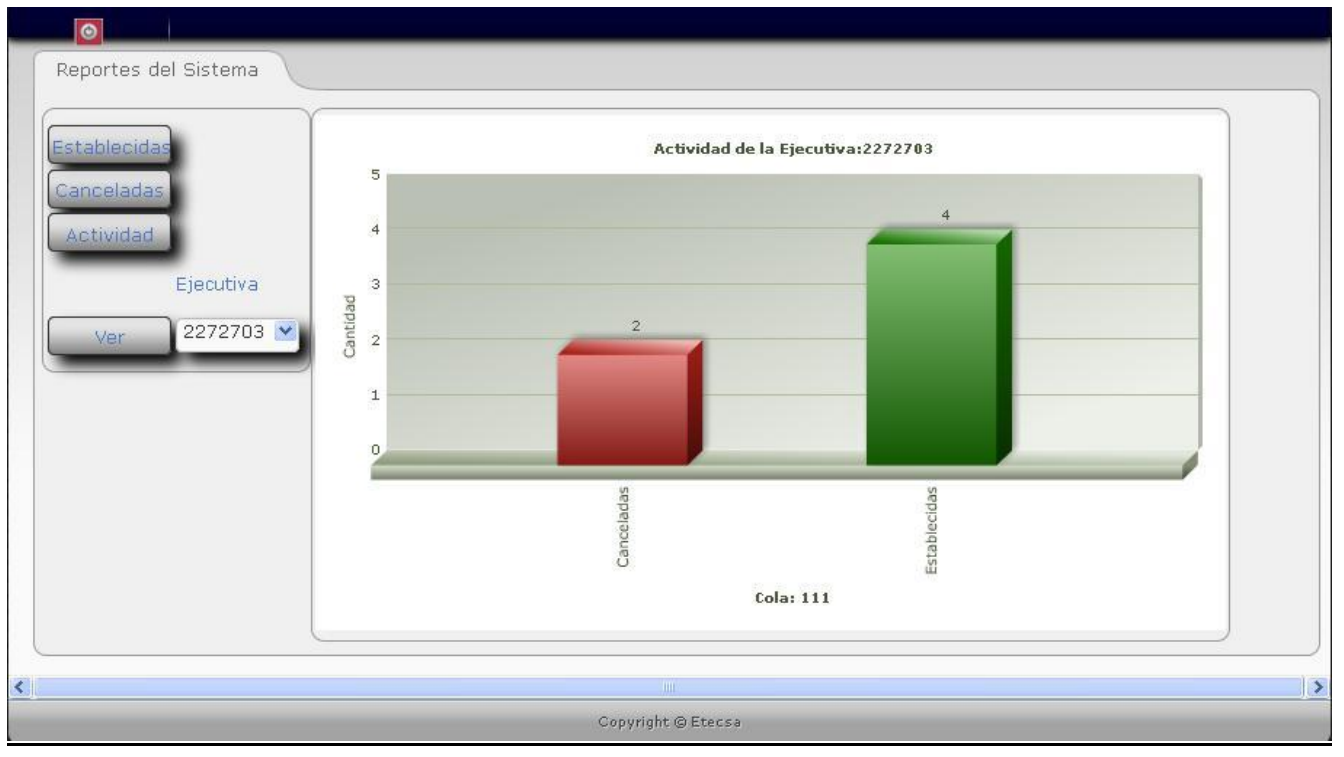 Reportes del Sistema
Establecidas
Canceladas
Actividad
Ejecutiva
Ver
2272703
Actividad de la Ejecutiva:2272703
5
4
3
2
1
0
Cantidad
2
4
Canceladas
Establecidas
Cola: 111
Copyright © Etecsa